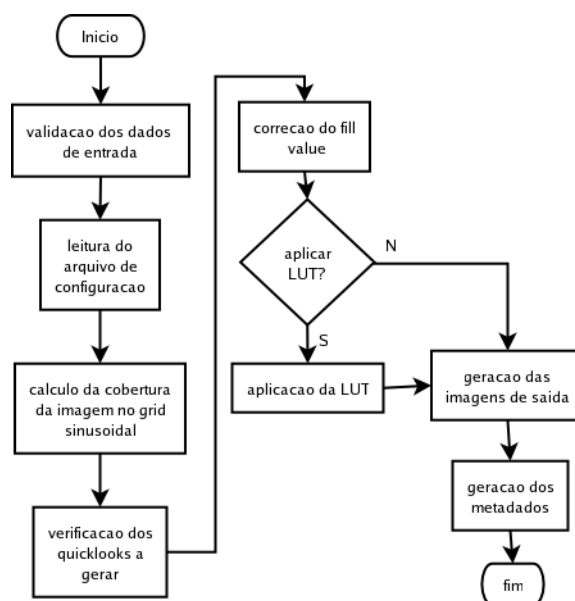 Inicio
validacao dos dados
de entrada
leitura do
arquivo de
configuracao
calculo da cobertura
da imagem no grid
sinusoidal
verificacao dos
quicklooks a
gerar
correcao do fill
value
aplicar
LUT?
N
S
aplicacao da LUT
geracao das
imagens de saida
geracao dos
metadados
fim